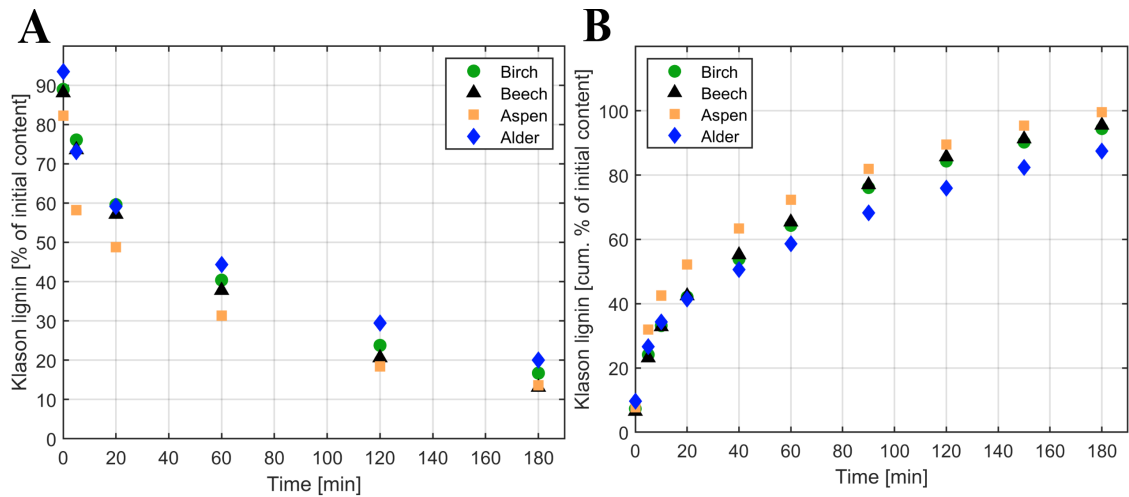 A
Klason lignin [% of initial content]
90
80
70
60
50
40
30
20
10
0
0 20 40 60 80 100 120 140 160 180
Time [min]
Birch
Beech
Aspen
Alder
B
Klason lignin [cum. % of initial content]
100
80
60
40
20
0
0 20 40 60 80 100 120 140 160 180
Time [min]
Birch
Beech
Aspen
Alder